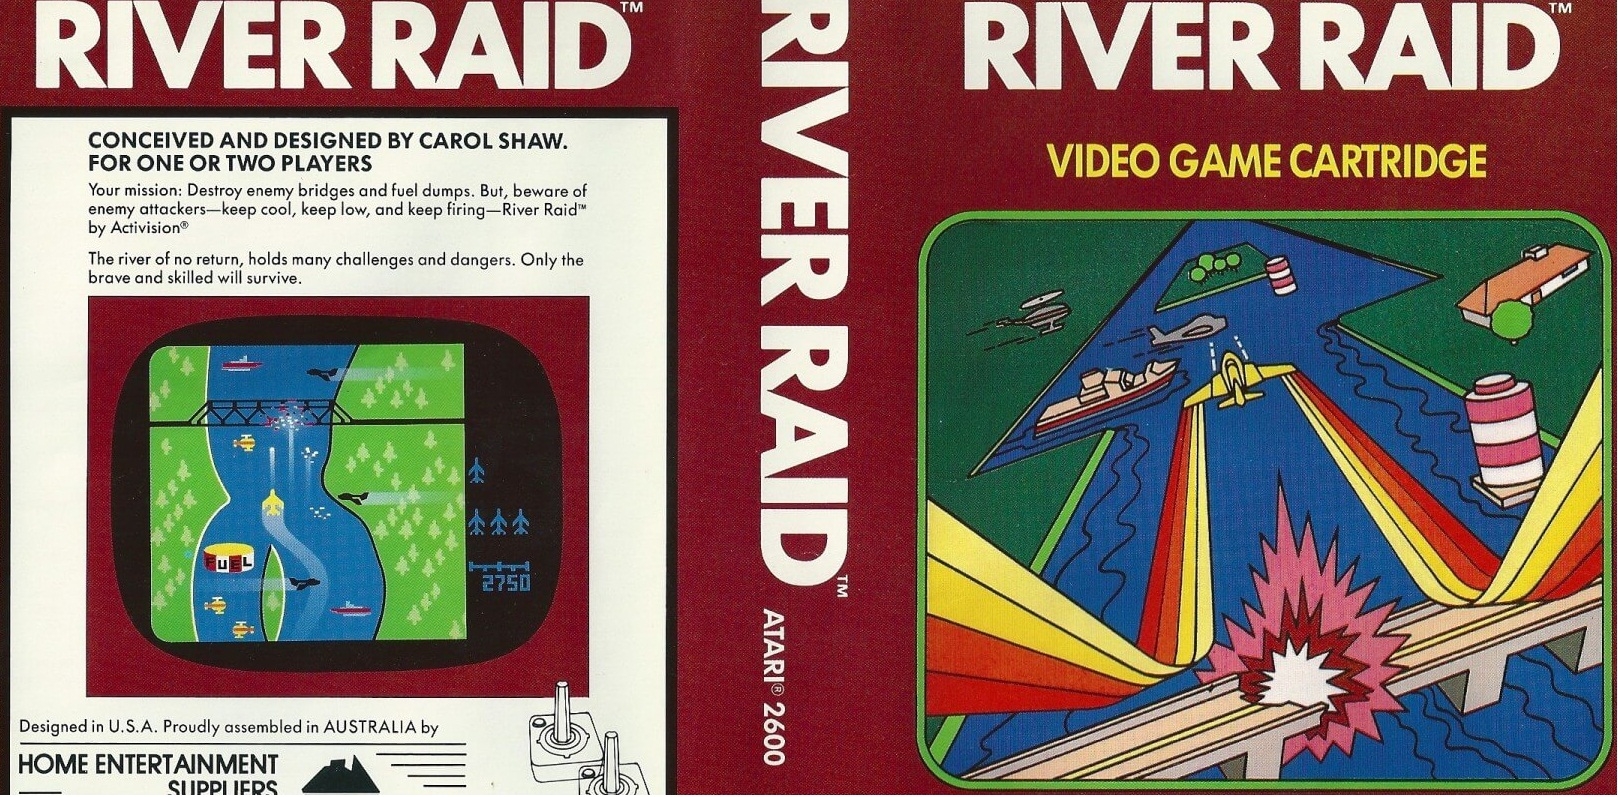 RIVER RAID™
CONCEIVED AND DESIGNED BY CAROL SHAW.
FOR ONE OR TWO PLAYERS
Your mission: Destroy enemy bridges and fuel dumps. But, beware of
enemy attackers—keep cool, keep low, and keep firing—River Raid™
by Activision®
The river of no return, holds many challenges and dangers. Only the
brave and skilled will survive.
FUEL
2750
Designed in U.S.A. Proudly assembled in AUSTRALIA by
HOME ENTERTAINMENT
SUPPLIERS
RIVER RAID™
ATARI® 2600
RIVER RAID™
VIDEO GAME CARTRIDGE